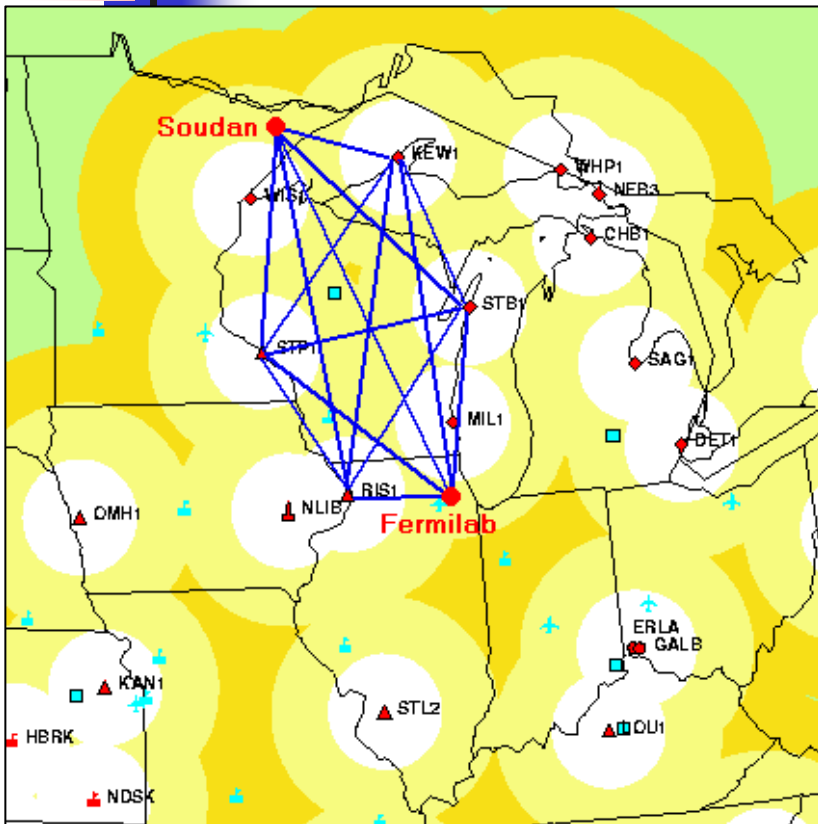 Soudan
KEW1
WHP1
NEB3
WIS1
CHB1
STB1
STP1
SAG1
MIL1
DET1
RIS1
NLIB
OMH1
Fermilab
ERLA
GALB
KAN1
STL2
LOU1
HBRK
NDSK